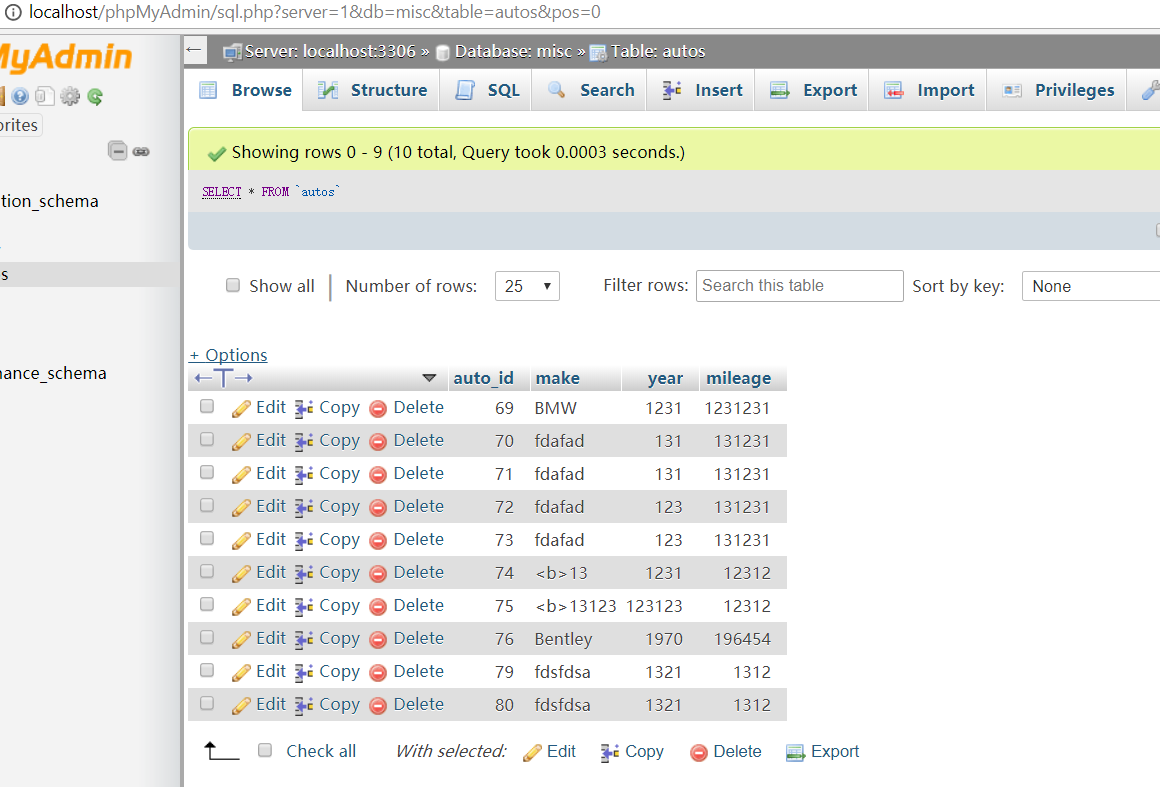 localhost/phpMyAdmin/sql.php?server=1&db=misc&table=autos&pos=0
MyAdmin
Server: localhost:3306 » Database: misc » Table: autos
Browse Structure SQL Search Insert Export Import Privileges
orites
Showing rows 0 - 9 (10 total, Query took 0.0003 seconds.)
SELECT * FROM `autos`
tion_schema
s
Show all Number of rows: 25 Filter rows: Search this table Sort by key: None
+ Options
nance_schema
auto_id make year mileage
Edit Copy Delete 69 BMW 1231 1231231
Edit Copy Delete 70 fdafad 131 131231
Edit Copy Delete 71 fdafad 131 131231
Edit Copy Delete 72 fdafad 123 131231
Edit Copy Delete 73 fdafad 123 131231
Edit Copy Delete 74 <b>13 1231 12312
Edit Copy Delete 75 <b>13123 123123 12312
Edit Copy Delete 76 Bentley 1970 196454
Edit Copy Delete 79 fdsfdsa 1321 1312
Edit Copy Delete 80 fdsfdsa 1321 1312
Check all With selected: Edit Copy Delete Export